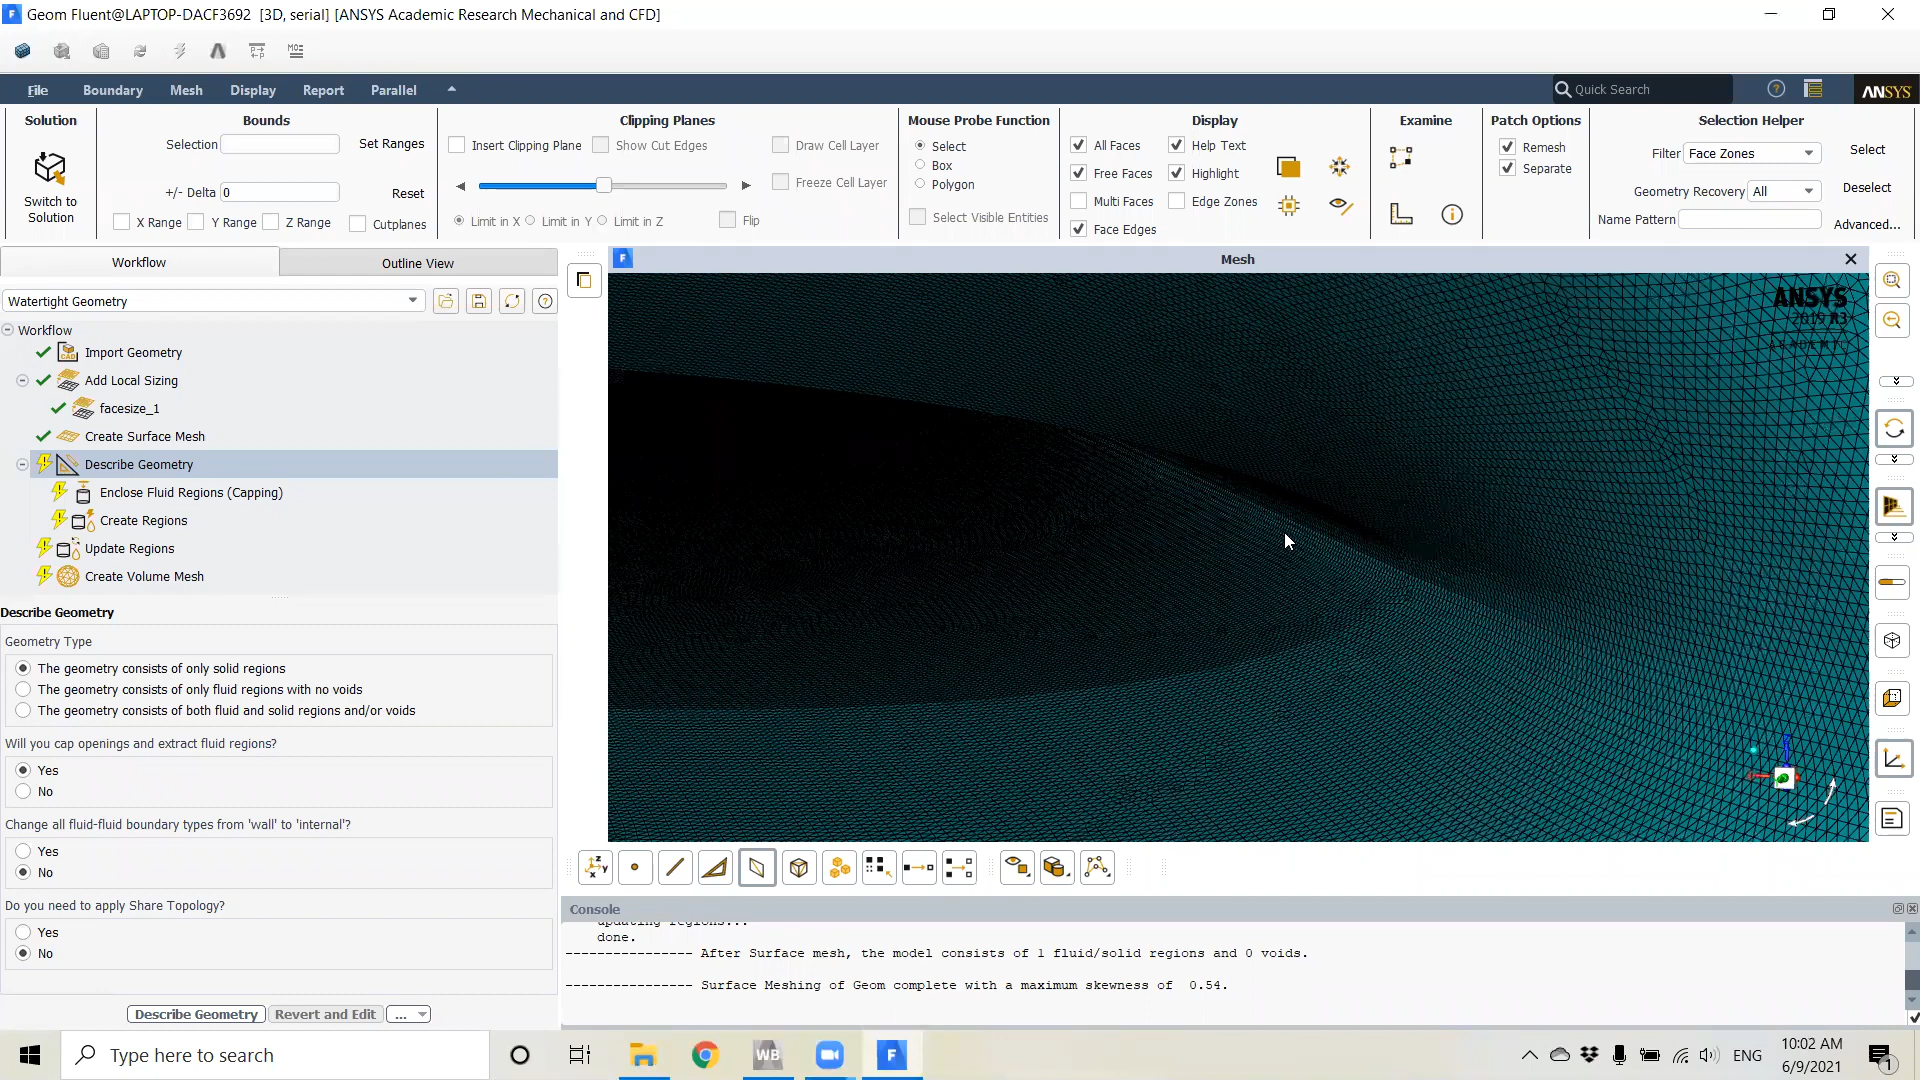 Geom Fluent@LAPTOP-DACF3692 [3D, serial] [ANSYS Academic Research Mechanical and CFD]
File Boundary Mesh Display Report Parallel
Quick Search
ANSYS
Solution
Switch to
Solution
Bounds
Selection
Set Ranges
+/- Delta 0
Reset
X Range Y Range Z Range Cutplanes
Clipping Planes
Insert Clipping Plane Show Cut Edges Draw Cell Layer
Freeze Cell Layer
Limit in X Limit in Y Limit in Z Flip
Mouse Probe Function
Select
Box
Polygon
Select Visible Entities
Display
All Faces Help Text
Free Faces Highlight
Multi Faces Edge Zones
Face Edges
Examine
Patch Options
Remesh
Separate
Selection Helper
Filter Face Zones Select
Geometry Recovery All Deselect
Name Pattern Advanced...
Workflow Outline View
Watertight Geometry
Workflow
Import Geometry
Add Local Sizing
facesize_1
Create Surface Mesh
Describe Geometry
Enclose Fluid Regions (Capping)
Create Regions
Update Regions
Create Volume Mesh
Describe Geometry
Geometry Type
The geometry consists of only solid regions
The geometry consists of only fluid regions with no voids
The geometry consists of both fluid and solid regions and/or voids
Will you cap openings and extract fluid regions?
Yes
No
Change all fluid-fluid boundary types from 'wall' to 'internal'?
Yes
No
Do you need to apply Share Topology?
Yes
No
Describe Geometry Revert and Edit ...
Mesh
ANSYS
2019 R3
ACADEMIC
Console
updating regions...
done.
---------------- After Surface mesh, the model consists of 1 fluid/solid regions and 0 voids.
---------------- Surface Meshing of Geom complete with a maximum skewness of 0.54.
Type here to search
WB
F
ENG
10:02 AM
6/9/2021
1